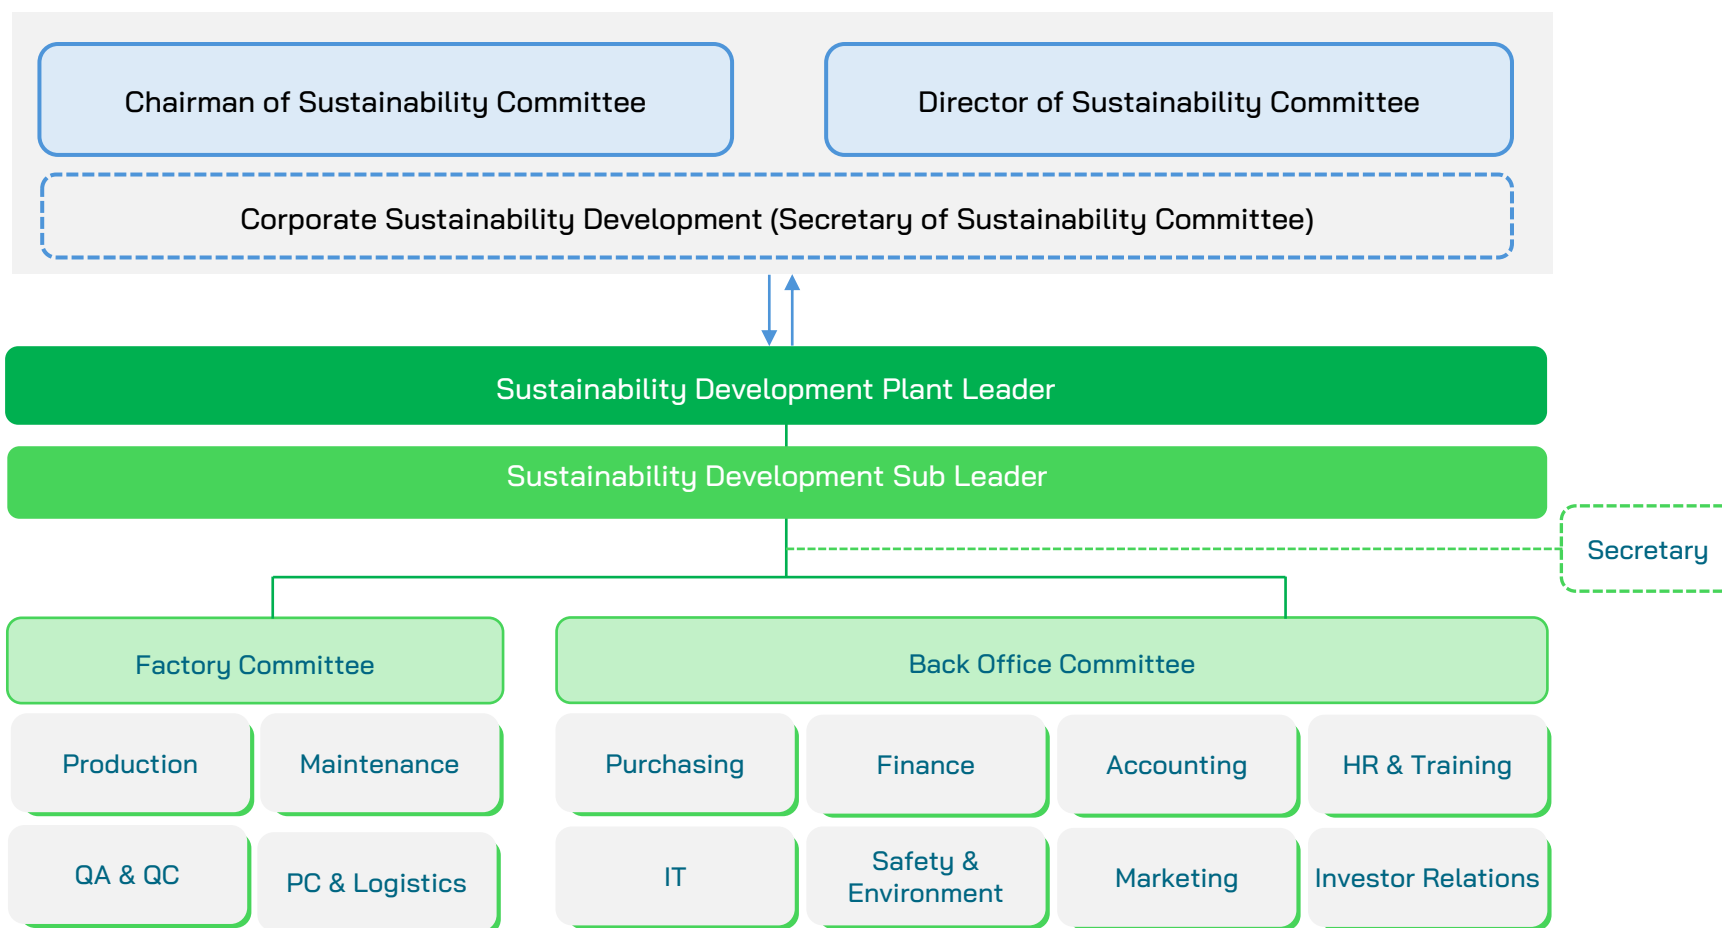 Chairman of Sustainability Committee
Director of Sustainability Committee
Corporate Sustainability Development (Secretary of Sustainability Committee)
Sustainability Development Plant Leader
Sustainability Development Sub Leader
Secretary
Factory Committee
Back Office Committee
Production
Maintenance
Purchasing
Finance
Accounting
HR & Training
QA & QC
PC & Logistics
IT
Safety &
Environment
Marketing
Investor Relations